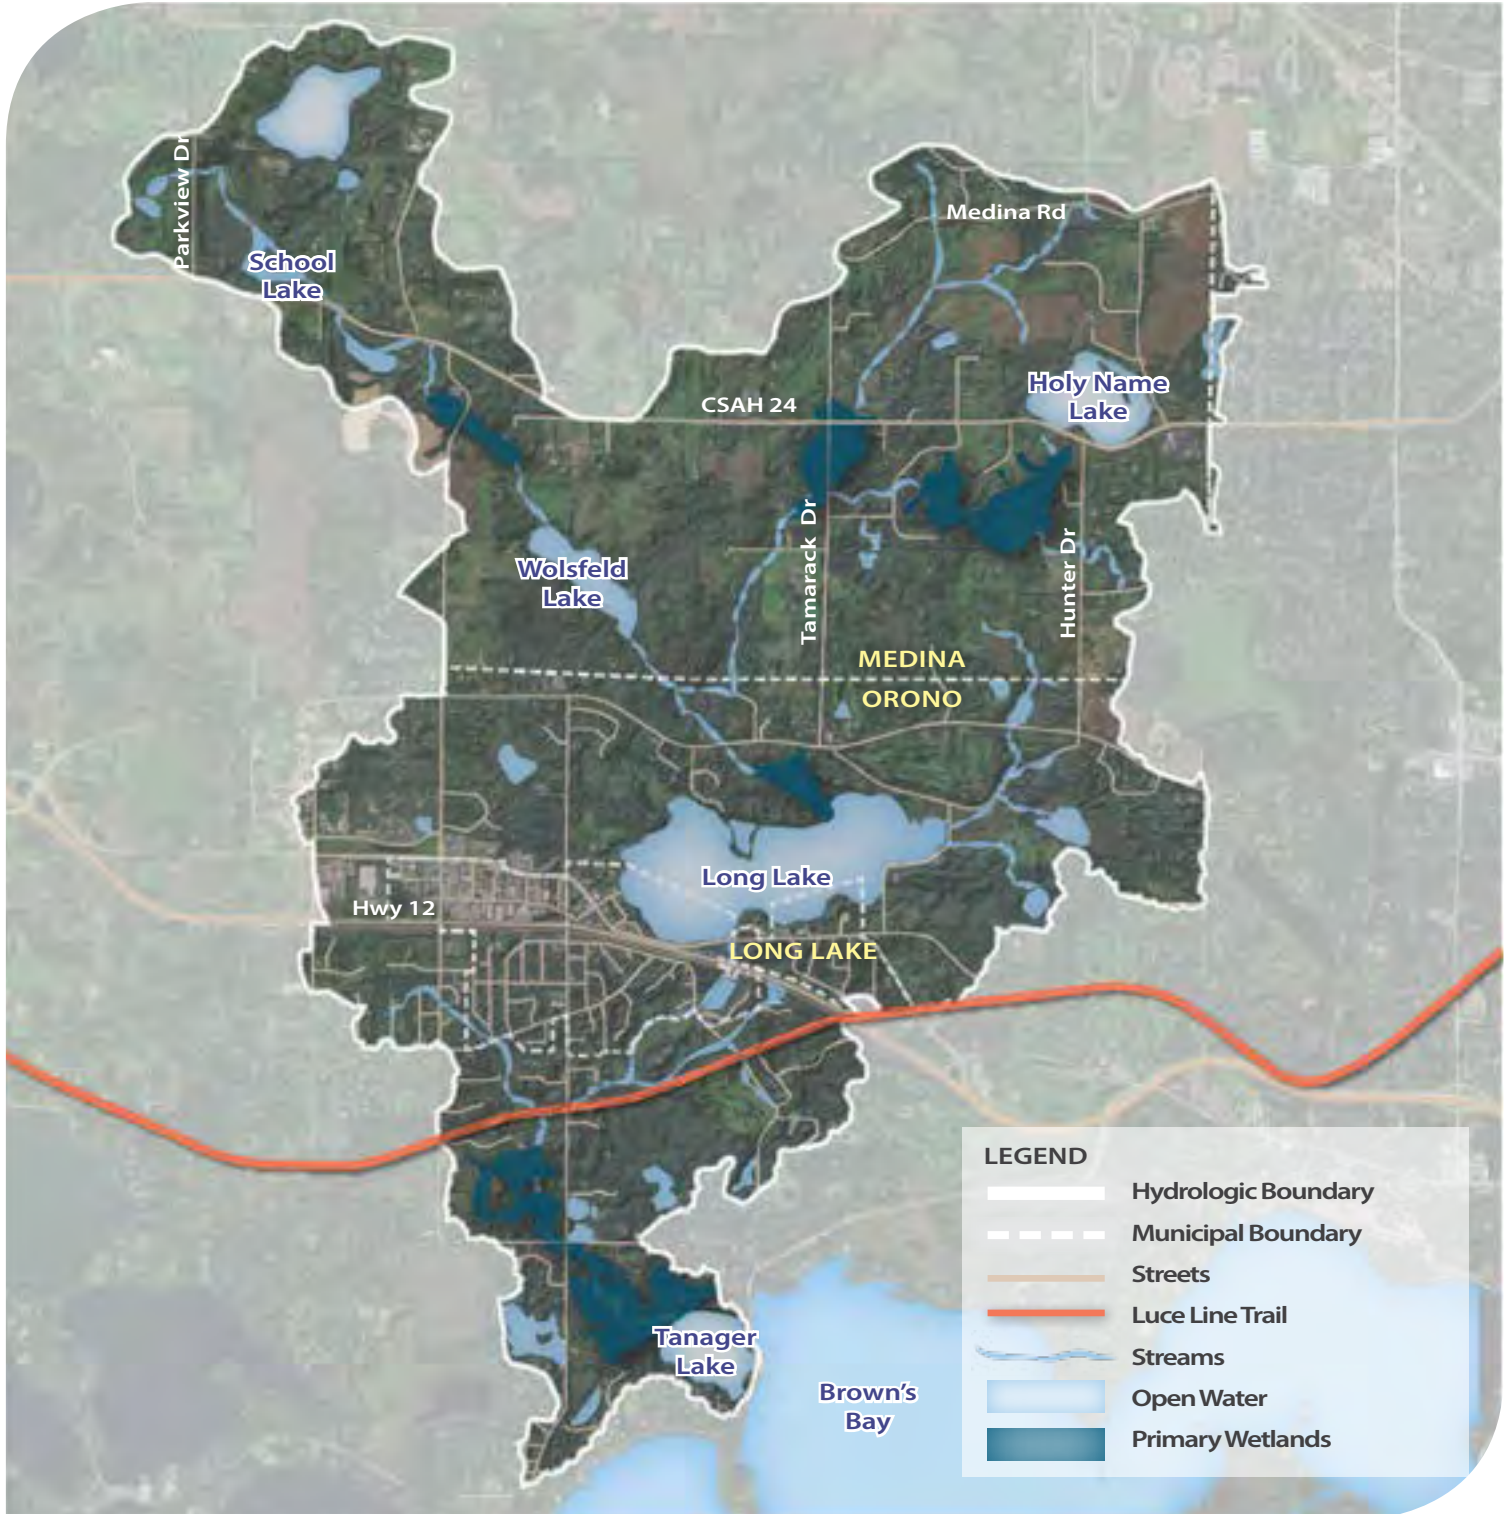 Parkview Dr
School
Lake
Medina Rd
Holy Name
Lake
CSAH 24
Wolsfeld
Lake
Tamarack Dr
Hunter Dr
MEDINA
ORONO
Long Lake
Hwy 12
LONG LAKE
Tanager
Lake
Brown's
Bay
LEGEND
Hydrologic Boundary
Municipal Boundary
Streets
Luce Line Trail
Streams
Open Water
Primary Wetlands